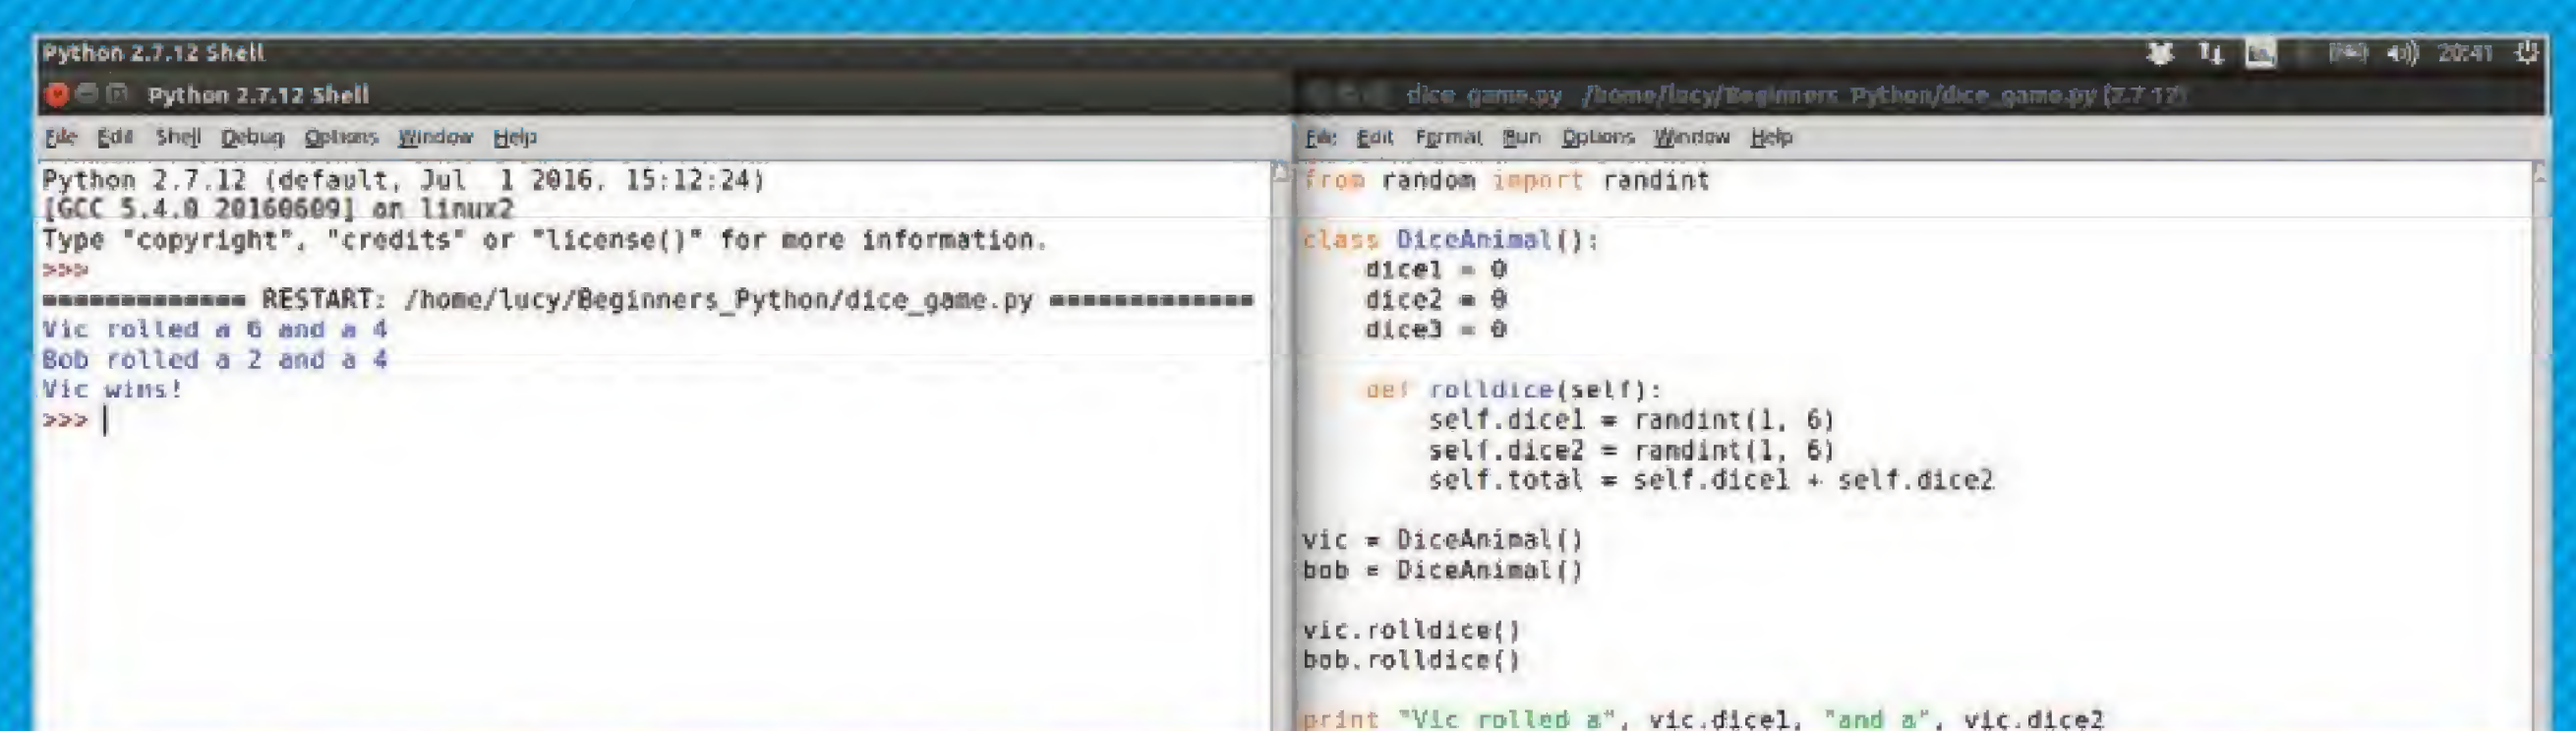 Python 2.7.12 Shell
20:41
Python 2.7.12 Shell
File Edit Shell Debug Options Window Help
Python 2.7.12 (default, Jul  1 2016, 15:12:24)
[GCC 5.4.0 20160609] on linux2
Type "copyright", "credits" or "license()" for more information.
>>>
============= RESTART: /home/lucy/Beginners_Python/dice_game.py =============
Vic rolled a 6 and a 4
Bob rolled a 2 and a 4
Vic wins!
>>>
dice_game.py /home/lucy/Beginners_Python/dice_game.py (2.7.12)
File Edit Format Run Options Window Help
from random import randint
class DiceAnimal():
    dice1 = 0
    dice2 = 0
    dice3 = 0
    def rolldice(self):
        self.dice1 = randint(1, 6)
        self.dice2 = randint(1, 6)
        self.total = self.dice1 + self.dice2
vic = DiceAnimal()
bob = DiceAnimal()
vic.rolldice()
bob.rolldice()
print "Vic rolled a", vic.dice1, "and a", vic.dice2